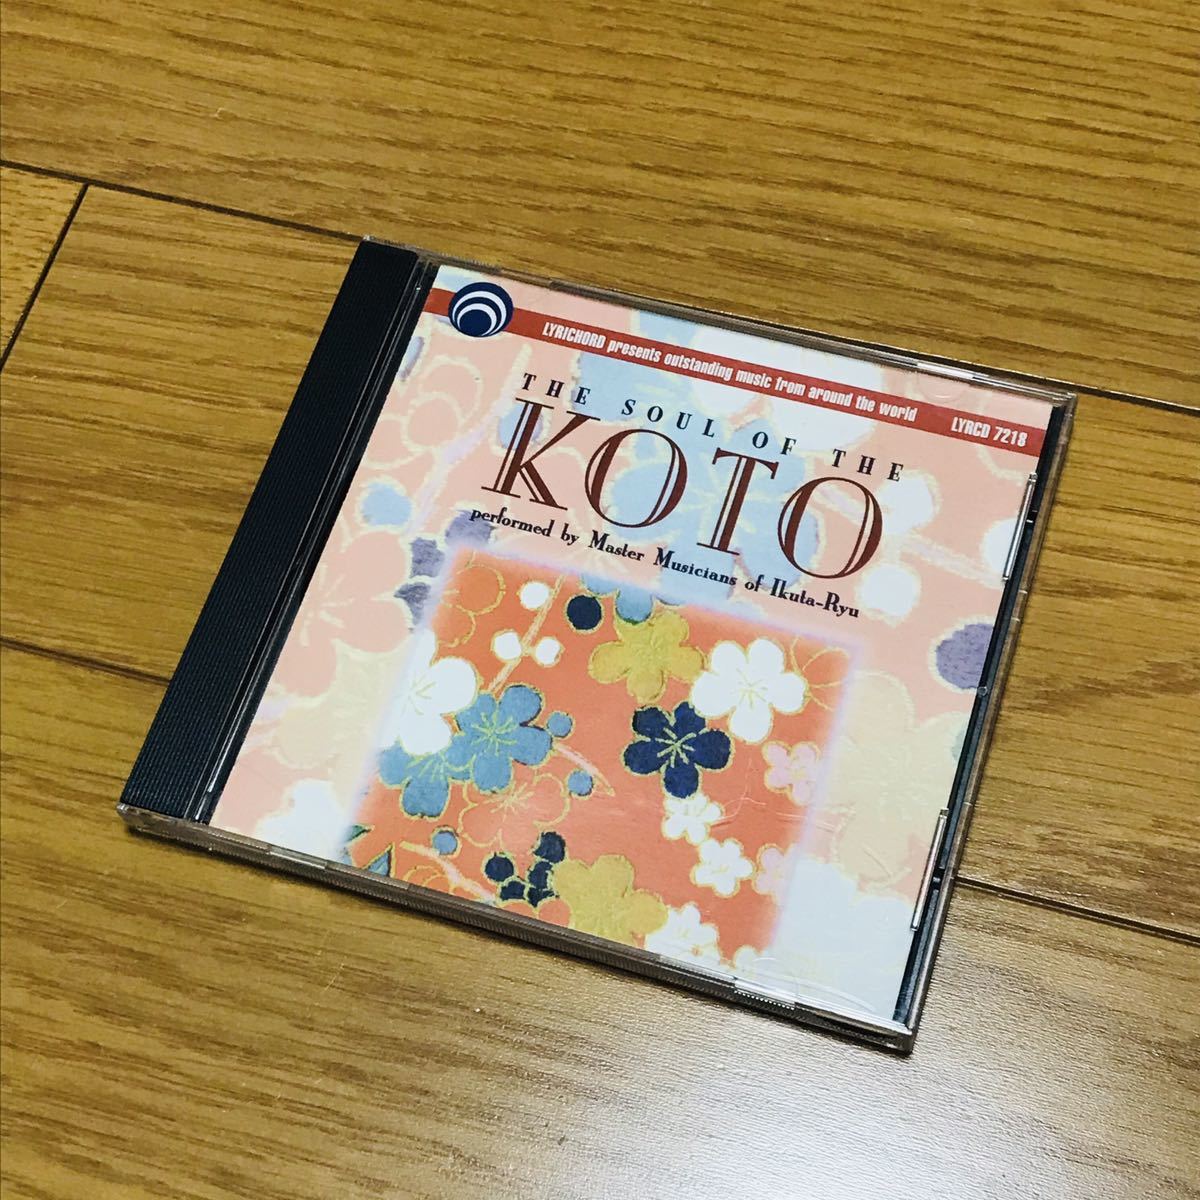 LYRICHORD presents outstanding music from around the world LYRCD 7218
THE SOUL OF THE
KOTO
performed by Master Musicians of Ikuta-Ryu